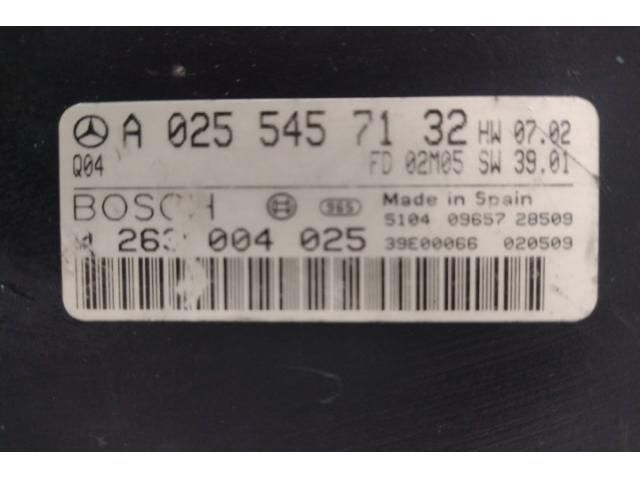 A 025 545 71 32 HW 07.02
Q04 FD 02M05 SW 39.01
BOSCH 965 Made in Spain
5104 09657 28509
263 004 025 39E00066 020509